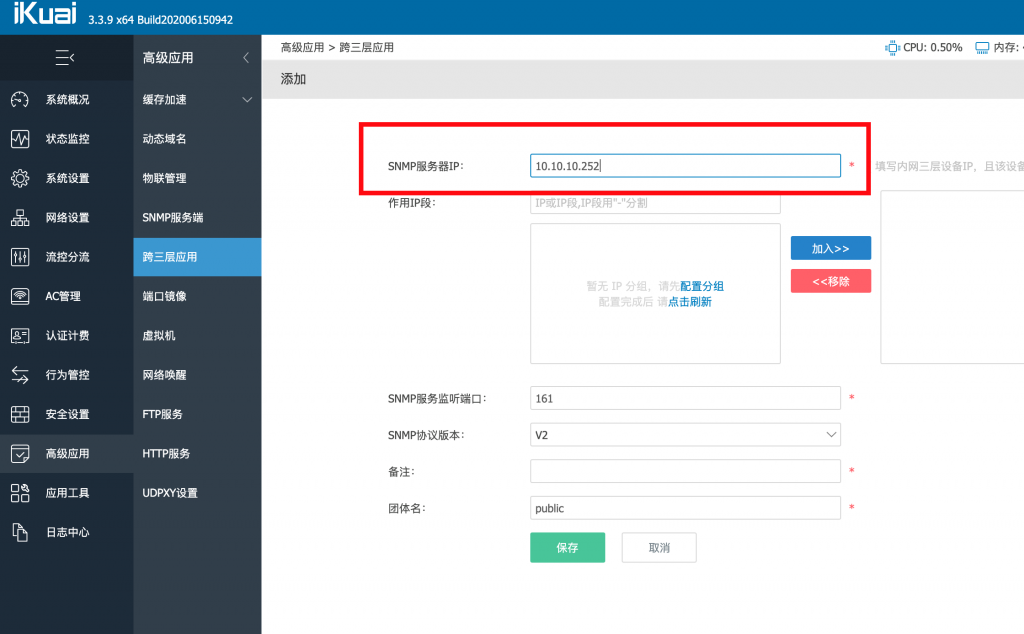 iKuai 3.3.9 x64 Build202006150942
高级应用
高级应用 > 跨三层应用
CPU: 0.50%
内存:
添加
系统概况
状态监控
系统设置
网络设置
流控分流
AC管理
认证计费
行为管控
安全设置
高级应用
应用工具
日志中心
缓存加速
动态域名
物联管理
SNMP服务端
跨三层应用
端口镜像
虚拟机
网络唤醒
FTP服务
HTTP服务
UDPXY设置
SNMP服务器IP: 10.10.10.252 * 填写内网三层设备IP，且该设备
作用IP段: IP或IP段,IP段用"-"分割
暂无 IP 分组，请先配置分组
配置完成后 请点击刷新
加入>>
<<移除
SNMP服务监听端口: 161 *
SNMP协议版本: V2
备注: *
团体名: public *
保存
取消